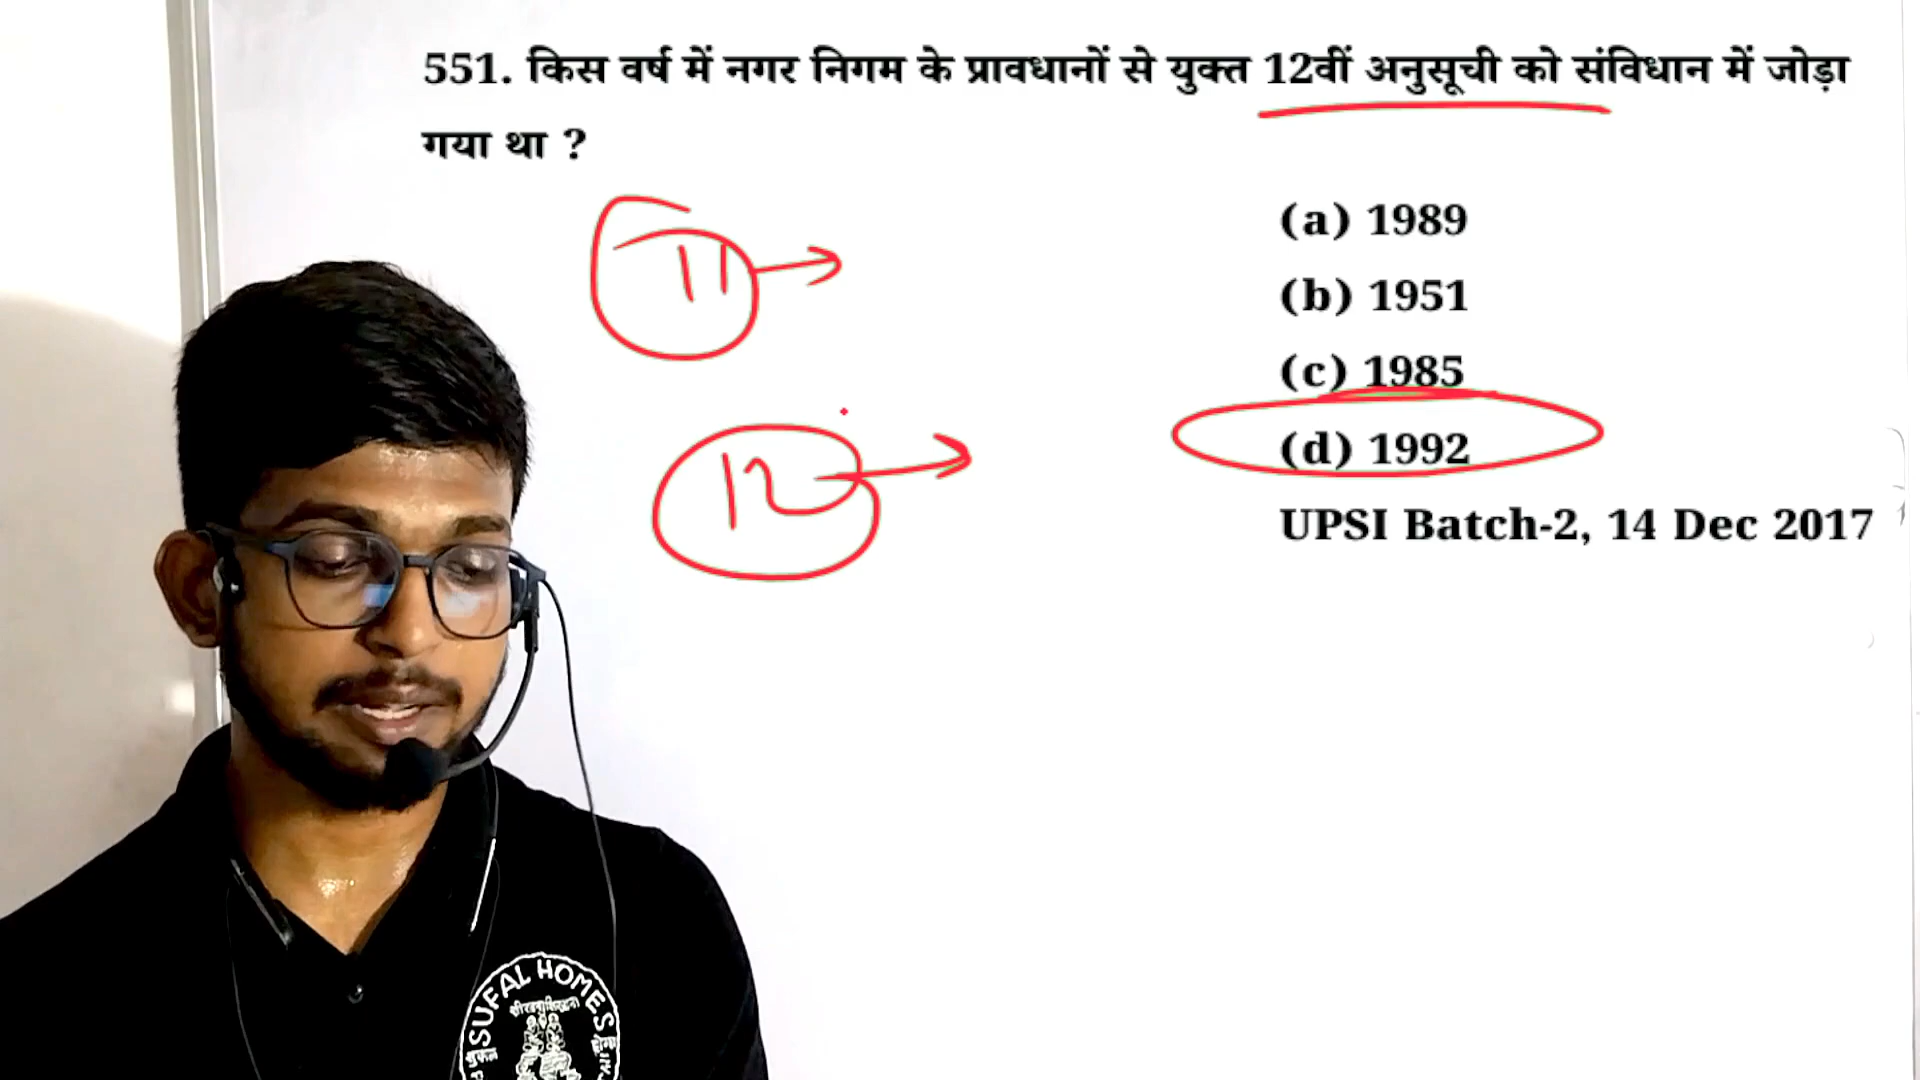 551. किस वर्ष में नगर निगम के प्रावधानों से युक्त 12वीं अनुसूची को संविधान में जोड़ा
गया था ?
(a) 1989
(b) 1951
(c) 1985
(d) 1992
UPSI Batch-2, 14 Dec 2017
11
12
SUFAL HOMES